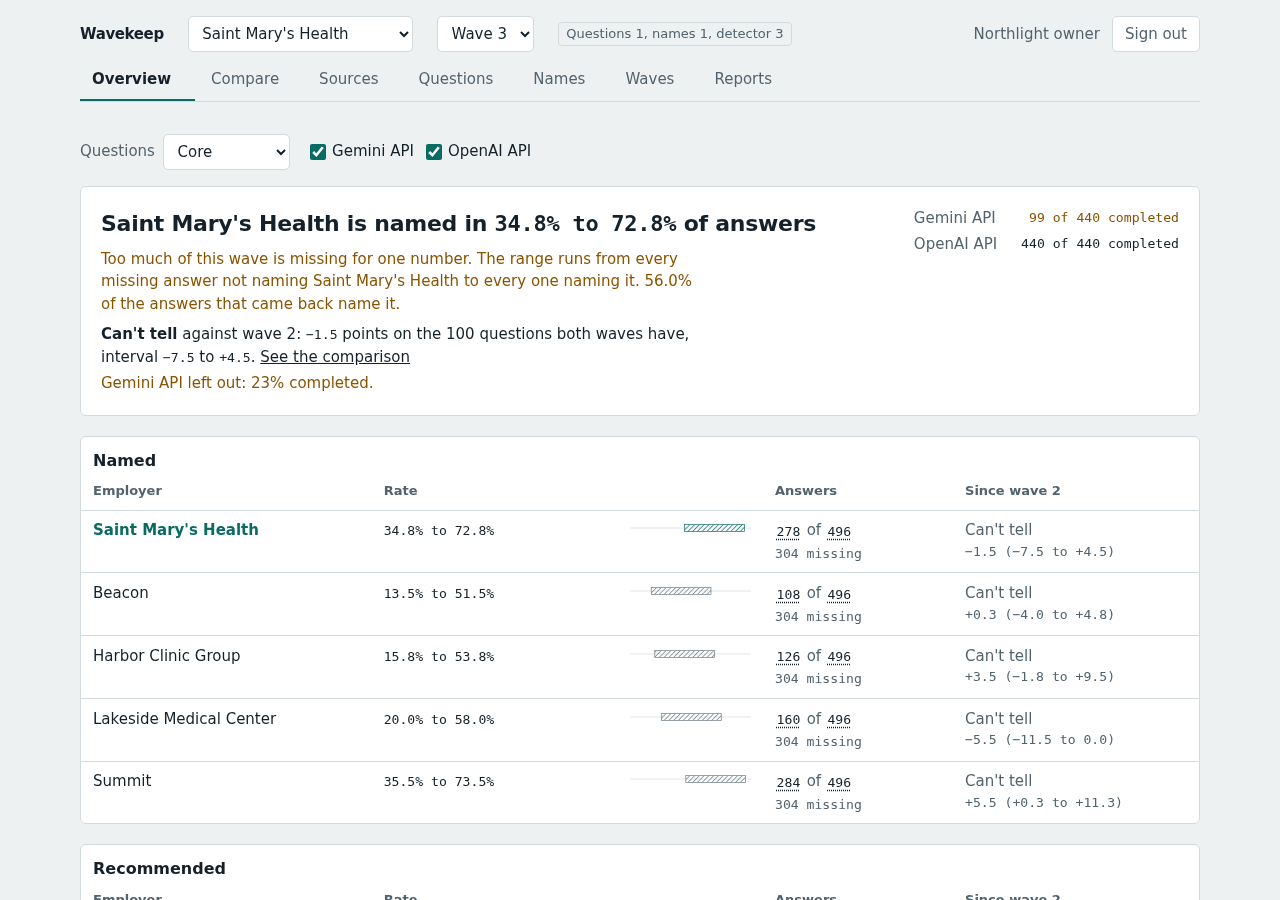 Wavekeep Saint Mary's Health Wave 3 Questions 1, names 1, detector 3 Northlight owner Sign out
Overview Compare Sources Questions Names Waves Reports
Questions Core Gemini API OpenAI API
Saint Mary's Health is named in 34.8% to 72.8% of answers
Too much of this wave is missing for one number. The range runs from every
missing answer not naming Saint Mary's Health to every one naming it. 56.0%
of the answers that came back name it.
Can't tell against wave 2: −1.5 points on the 100 questions both waves have,
interval −7.5 to +4.5. See the comparison
Gemini API left out: 23% completed.
Gemini API 99 of 440 completed
OpenAI API 440 of 440 completed
Named
Employer Rate Answers Since wave 2
Saint Mary's Health 34.8% to 72.8% 278 of 496 Can't tell
304 missing −1.5 (−7.5 to +4.5)
Beacon 13.5% to 51.5% 108 of 496 Can't tell
304 missing +0.3 (−4.0 to +4.8)
Harbor Clinic Group 15.8% to 53.8% 126 of 496 Can't tell
304 missing +3.5 (−1.8 to +9.5)
Lakeside Medical Center 20.0% to 58.0% 160 of 496 Can't tell
304 missing −5.5 (−11.5 to 0.0)
Summit 35.5% to 73.5% 284 of 496 Can't tell
304 missing +5.5 (+0.3 to +11.3)
Recommended
Employer Rate Answers Since wave 2